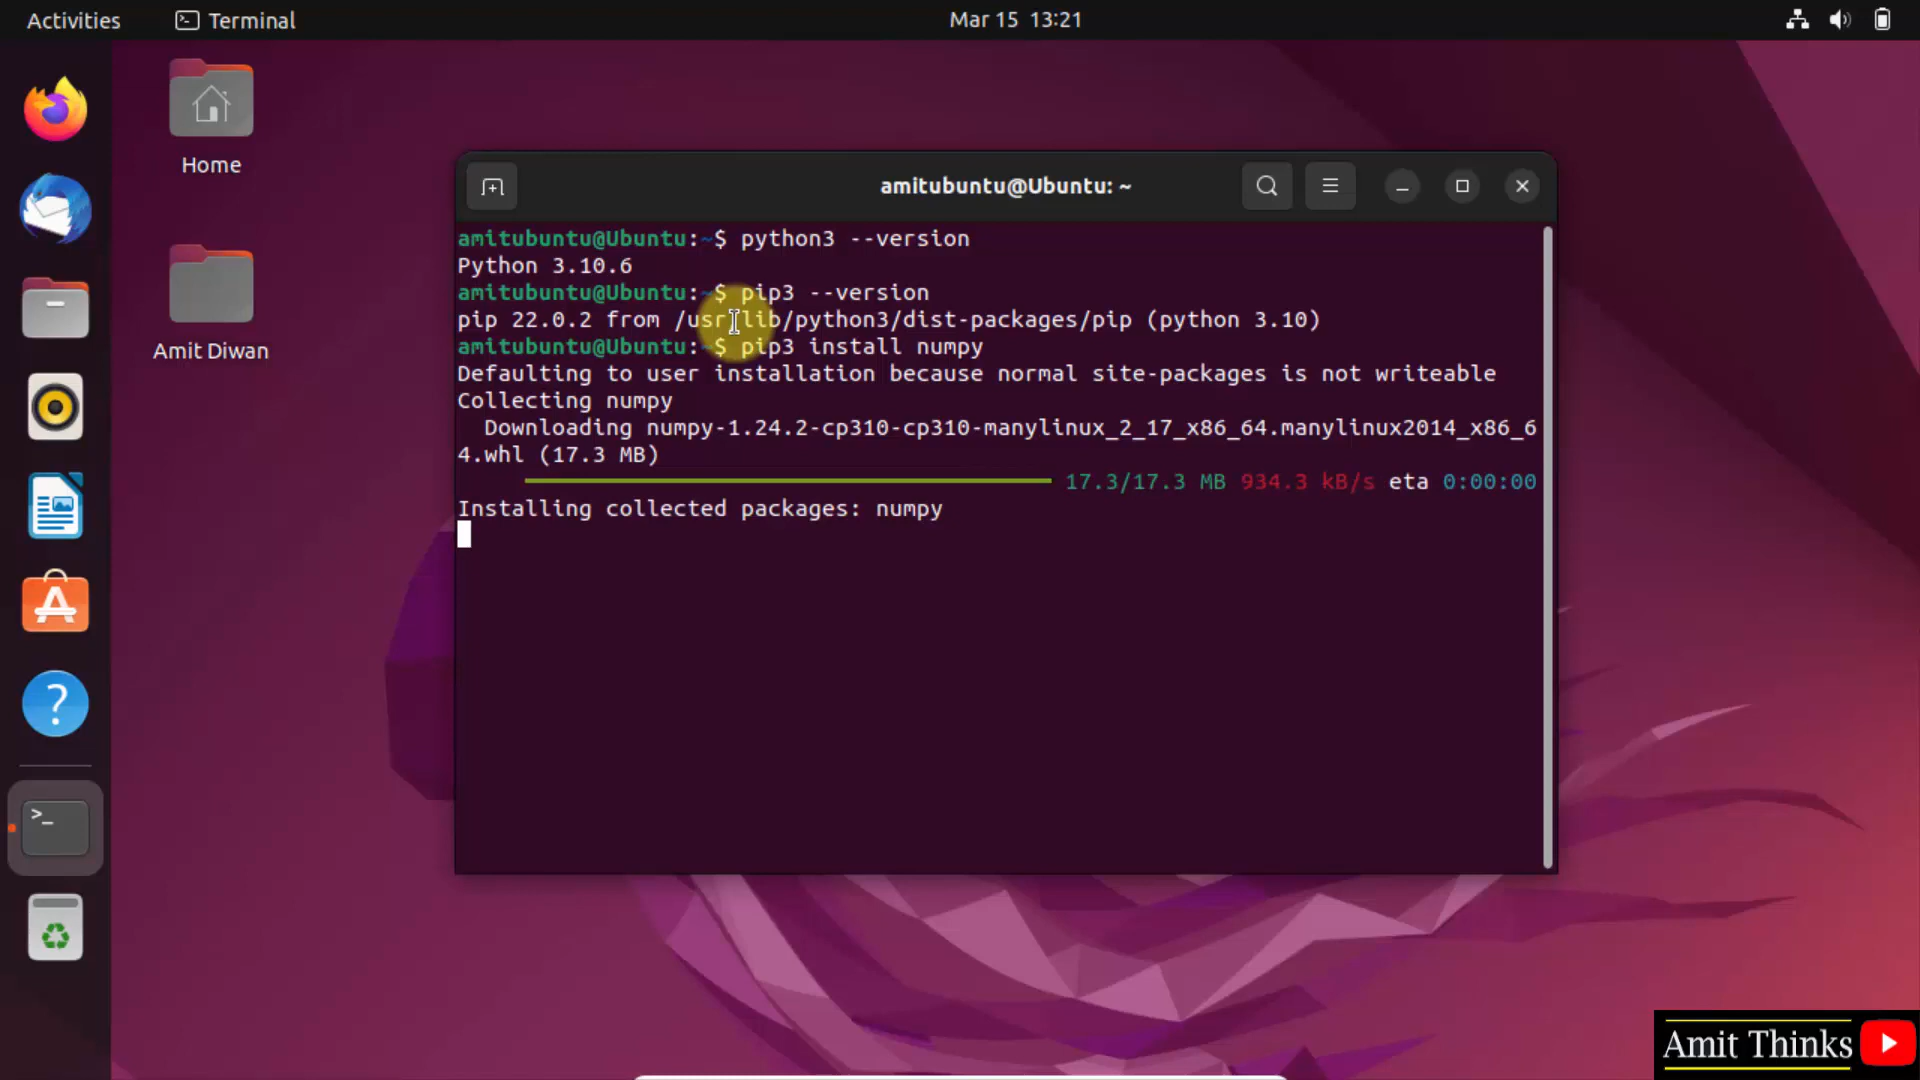 Activities
Terminal
Mar 15 13:21
Home
Amit Diwan
amitubuntu@Ubuntu: ~
amitubuntu@Ubuntu:~$ python3 --version
Python 3.10.6
amitubuntu@Ubuntu:~$ pip3 --version
pip 22.0.2 from /usr/lib/python3/dist-packages/pip (python 3.10)
amitubuntu@Ubuntu:~$ pip3 install numpy
Defaulting to user installation because normal site-packages is not writeable
Collecting numpy
Downloading numpy-1.24.2-cp310-cp310-manylinux_2_17_x86_64.manylinux2014_x86_6
4.whl (17.3 MB)
17.3/17.3 MB 934.3 kB/s eta 0:00:00
Installing collected packages: numpy
Amit Thinks